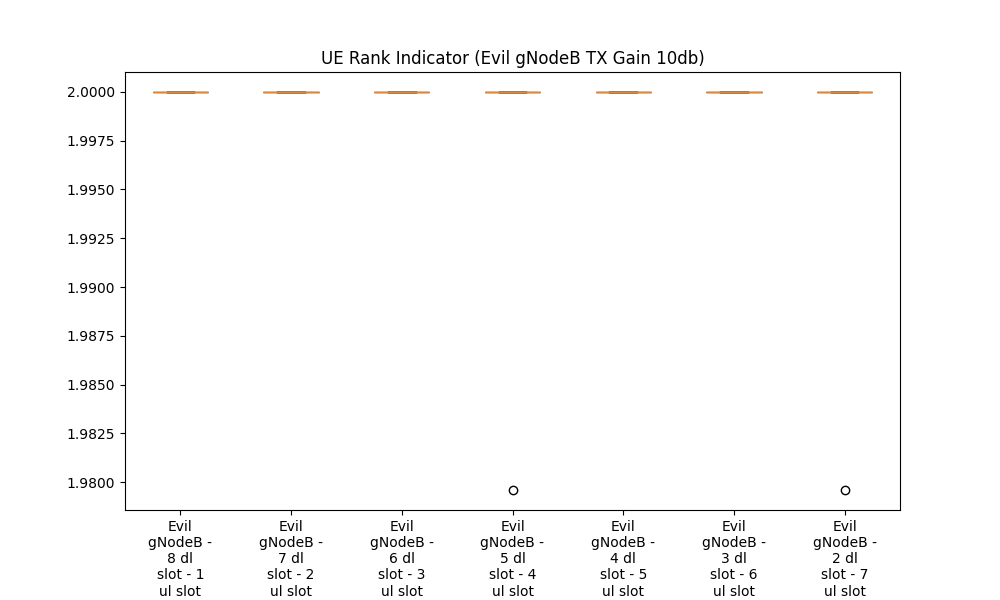 UE Rank Indicator (Evil gNodeB TX Gain 10db)
2.0000
1.9975
1.9950
1.9925
1.9900
1.9875
1.9850
1.9825
1.9800
Evil
gNodeB -
8 dl
slot - 1
ul slot
Evil
gNodeB -
7 dl
slot - 2
ul slot
Evil
gNodeB -
6 dl
slot - 3
ul slot
Evil
gNodeB -
5 dl
slot - 4
ul slot
Evil
gNodeB -
4 dl
slot - 5
ul slot
Evil
gNodeB -
3 dl
slot - 6
ul slot
Evil
gNodeB -
2 dl
slot - 7
ul slot